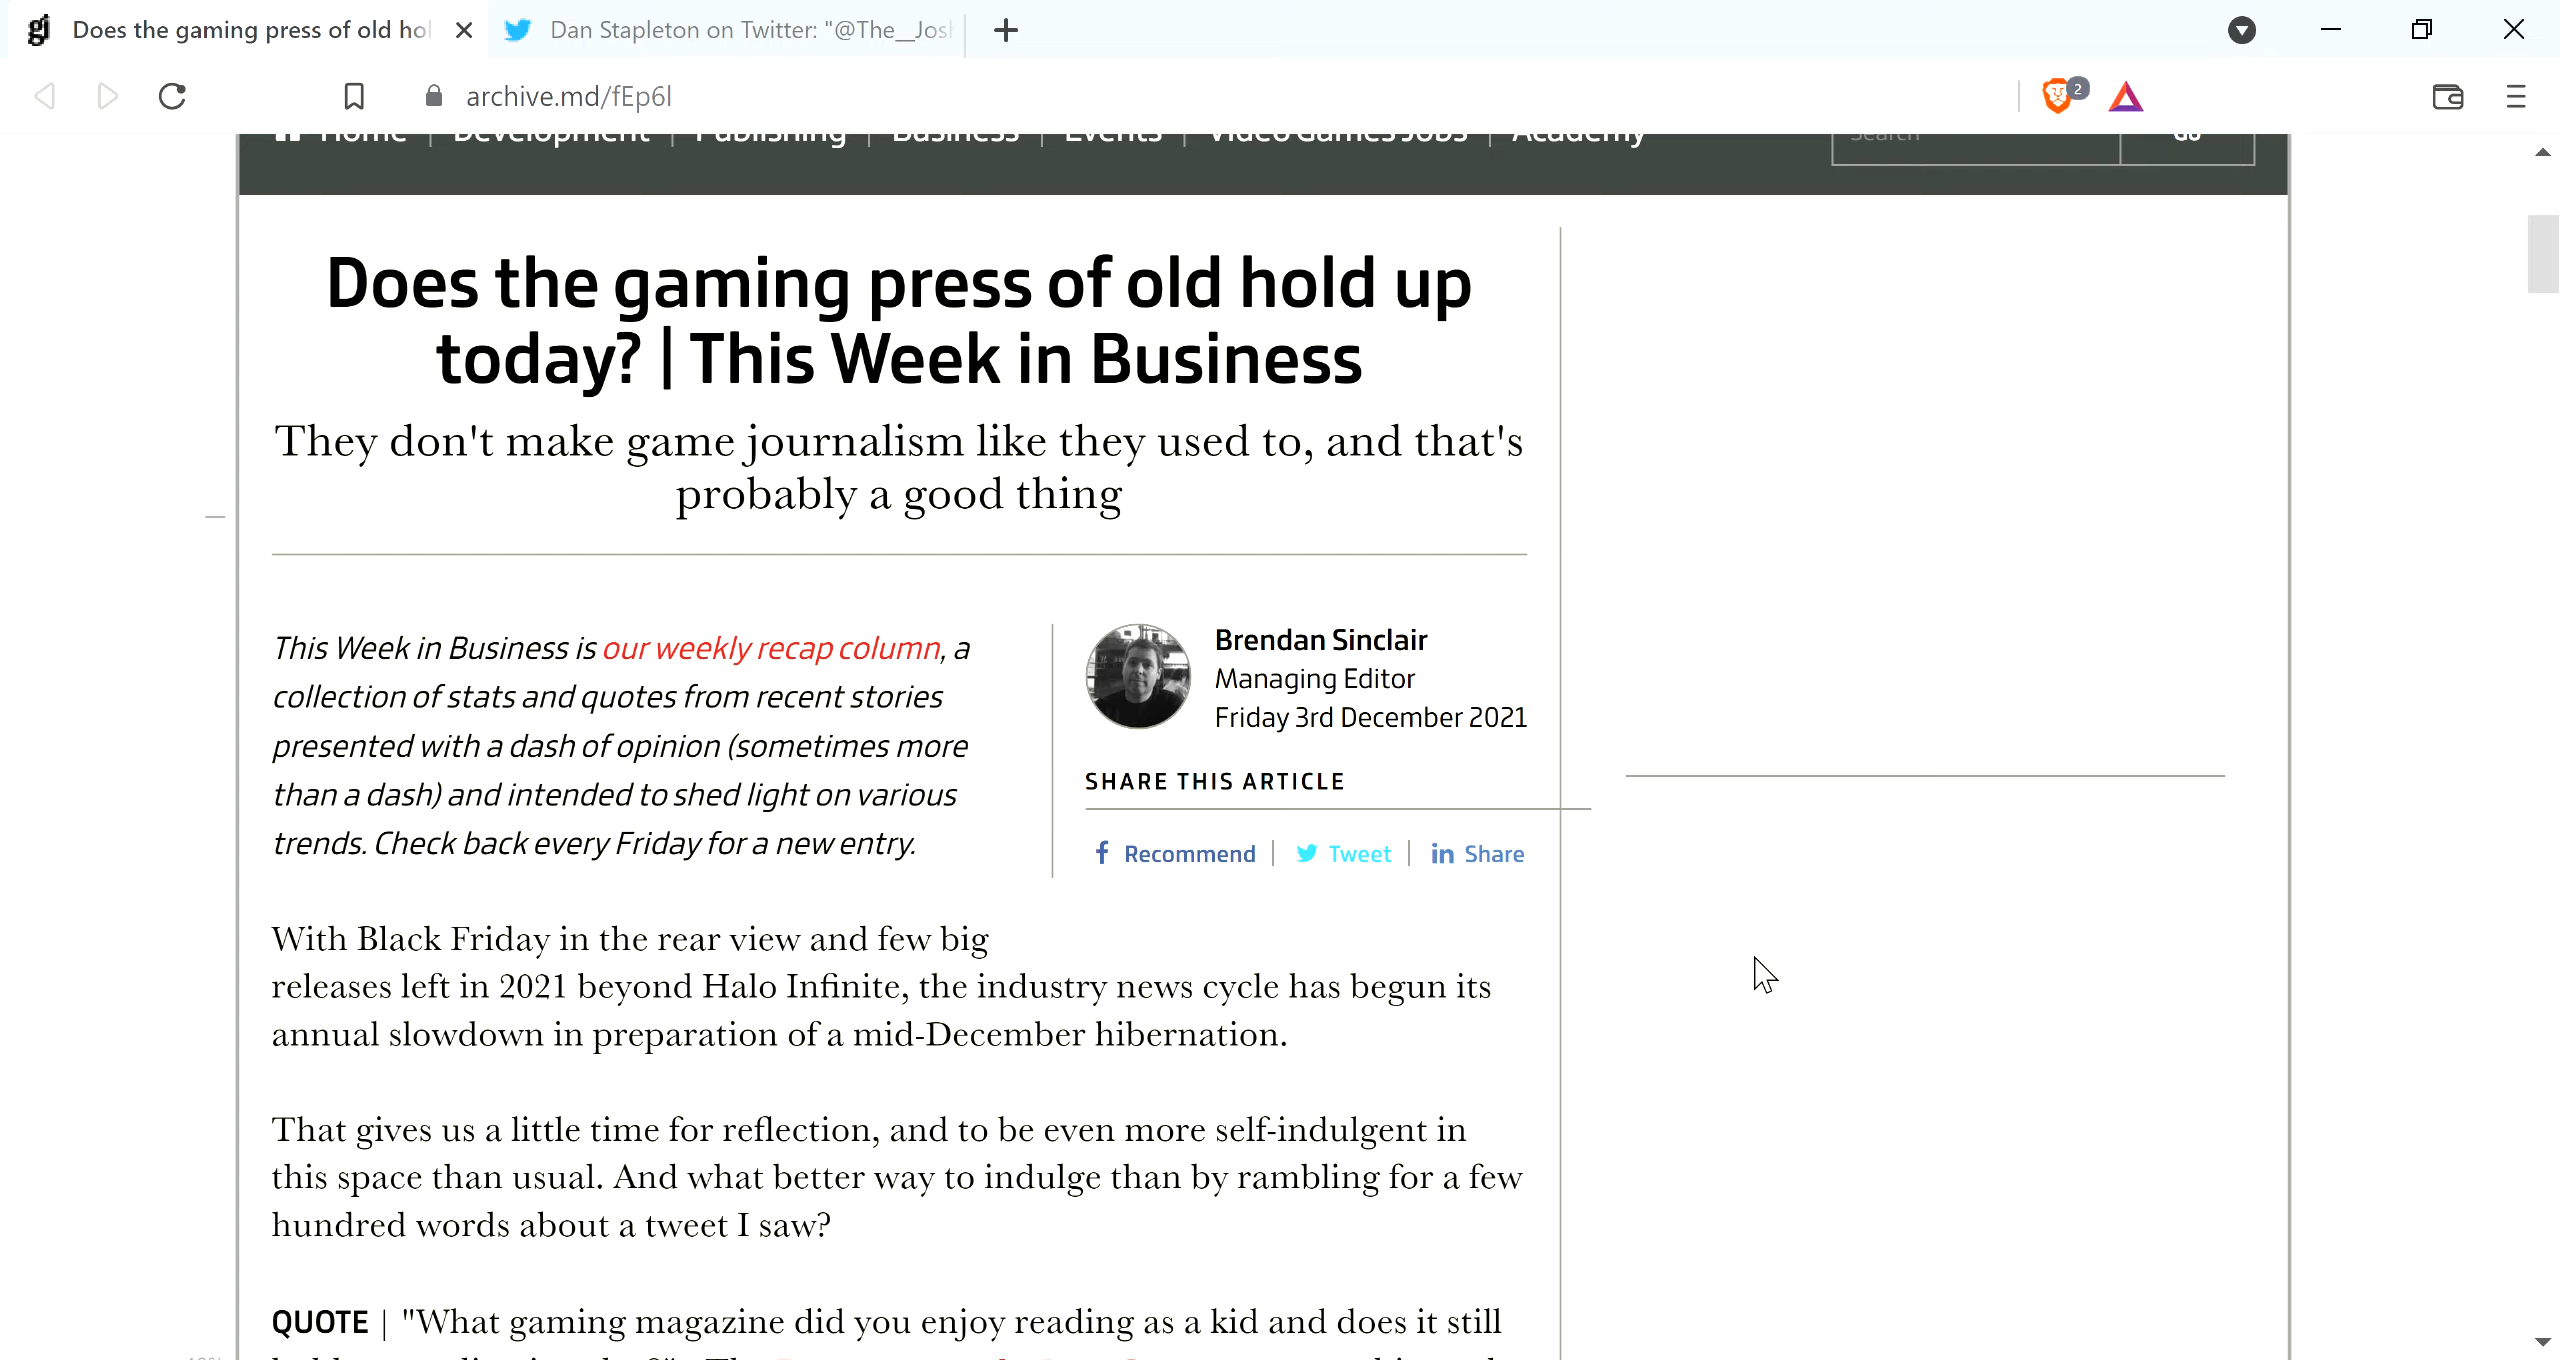 Does the gaming press of old hol
Dan Stapleton on Twitter: "@The__Josh
archive.md/fEp6l
2
Home | Development | Publishing | Business | Events | Video Games Jobs | Academy
Search
GO
Does the gaming press of old hold up
today? | This Week in Business
They don't make game journalism like they used to, and that's
probably a good thing
This Week in Business is our weekly recap column, a
collection of stats and quotes from recent stories
presented with a dash of opinion (sometimes more
than a dash) and intended to shed light on various
trends. Check back every Friday for a new entry.
Brendan Sinclair
Managing Editor
Friday 3rd December 2021
SHARE THIS ARTICLE
Recommend | Tweet | Share
With Black Friday in the rear view and few big
releases left in 2021 beyond Halo Infinite, the industry news cycle has begun its
annual slowdown in preparation of a mid-December hibernation.
That gives us a little time for reflection, and to be even more self-indulgent in
this space than usual. And what better way to indulge than by rambling for a few
hundred words about a tweet I saw?
QUOTE | "What gaming magazine did you enjoy reading as a kid and does it still